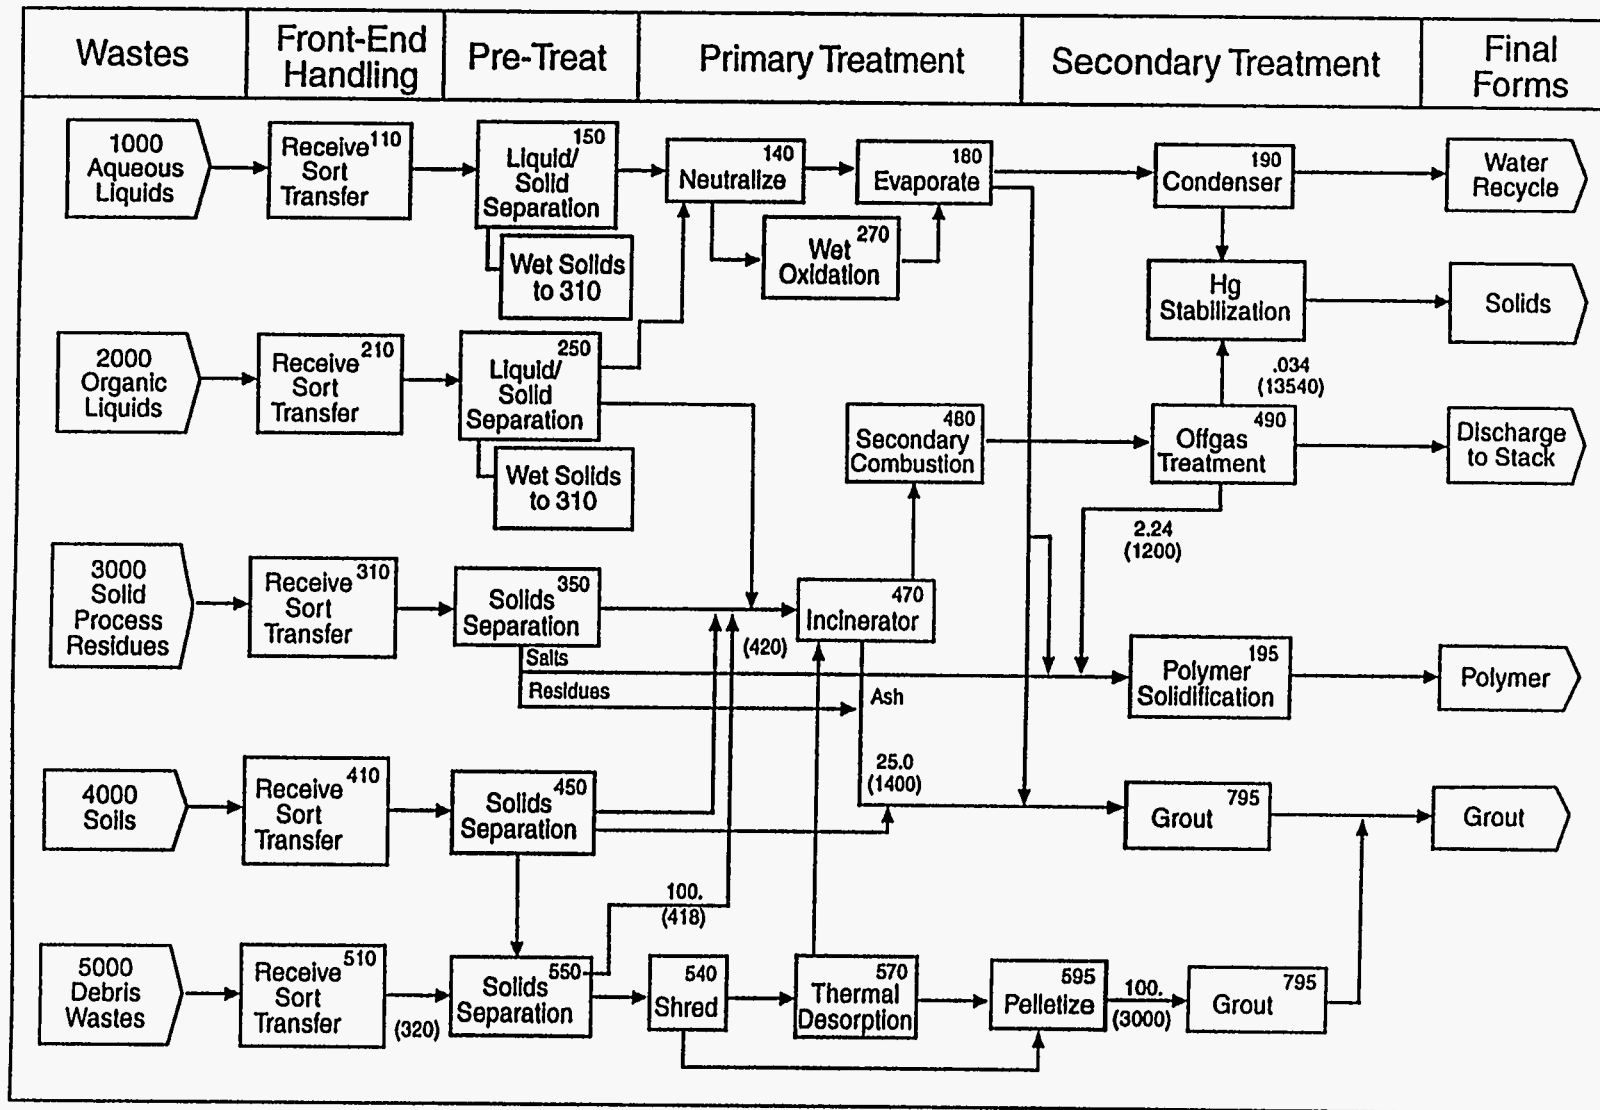 Wastes
Front-End
Handling
Pre-Treat
Primary Treatment
Secondary Treatment
Final
Forms
1000
Aqueous
Liquids
110
Receive
Sort
Transfer
150
Liquid/
Solid
Separation
Wet Solids
to 310
140
Neutralize
180
Evaporate
270
Wet
Oxidation
190
Condenser
Water
Recycle
Hg
Stabilization
Solids
2000
Organic
Liquids
210
Receive
Sort
Transfer
250
Liquid/
Solid
Separation
Wet Solids
to 310
480
Secondary
Combustion
.034
(13540)
490
Offgas
Treatment
Discharge
to Stack
2.24
(1200)
3000
Solid
Process
Residues
310
Receive
Sort
Transfer
350
Solids
Separation
Salts
Residues
(420)
470
Incinerator
Ash
195
Polymer
Solidification
Polymer
4000
Soils
410
Receive
Sort
Transfer
450
Solids
Separation
25.0
(1400)
795
Grout
Grout
100.
(418)
5000
Debris
Wastes
510
Receive
Sort
Transfer
(320)
550
Solids
Separation
540
Shred
570
Thermal
Desorption
595
Pelletize
100.
(3000)
795
Grout